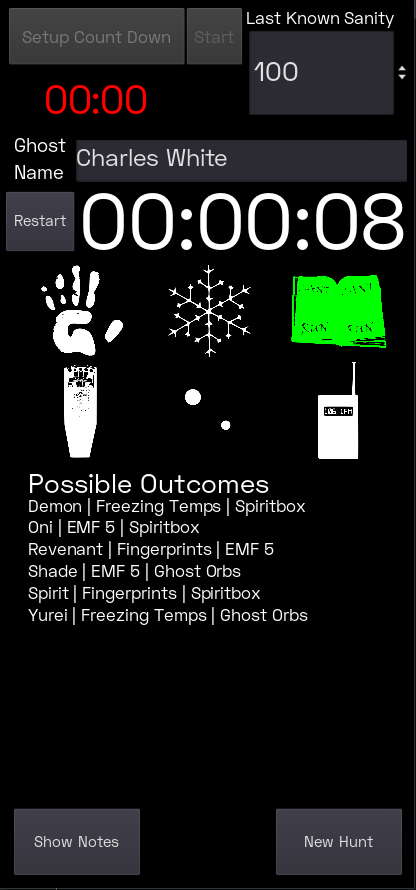 Setup Count Down
Start
Last Known Sanity
100
00:00
Ghost Name
Charles White
Restart
00:00:08
Possible Outcomes
Demon | Freezing Temps | Spiritbox
Oni | EMF 5 | Spiritbox
Revenant | Fingerprints | EMF 5
Shade | EMF 5 | Ghost Orbs
Spirit | Fingerprints | Spiritbox
Yurei | Freezing Temps | Ghost Orbs
Show Notes
New Hunt